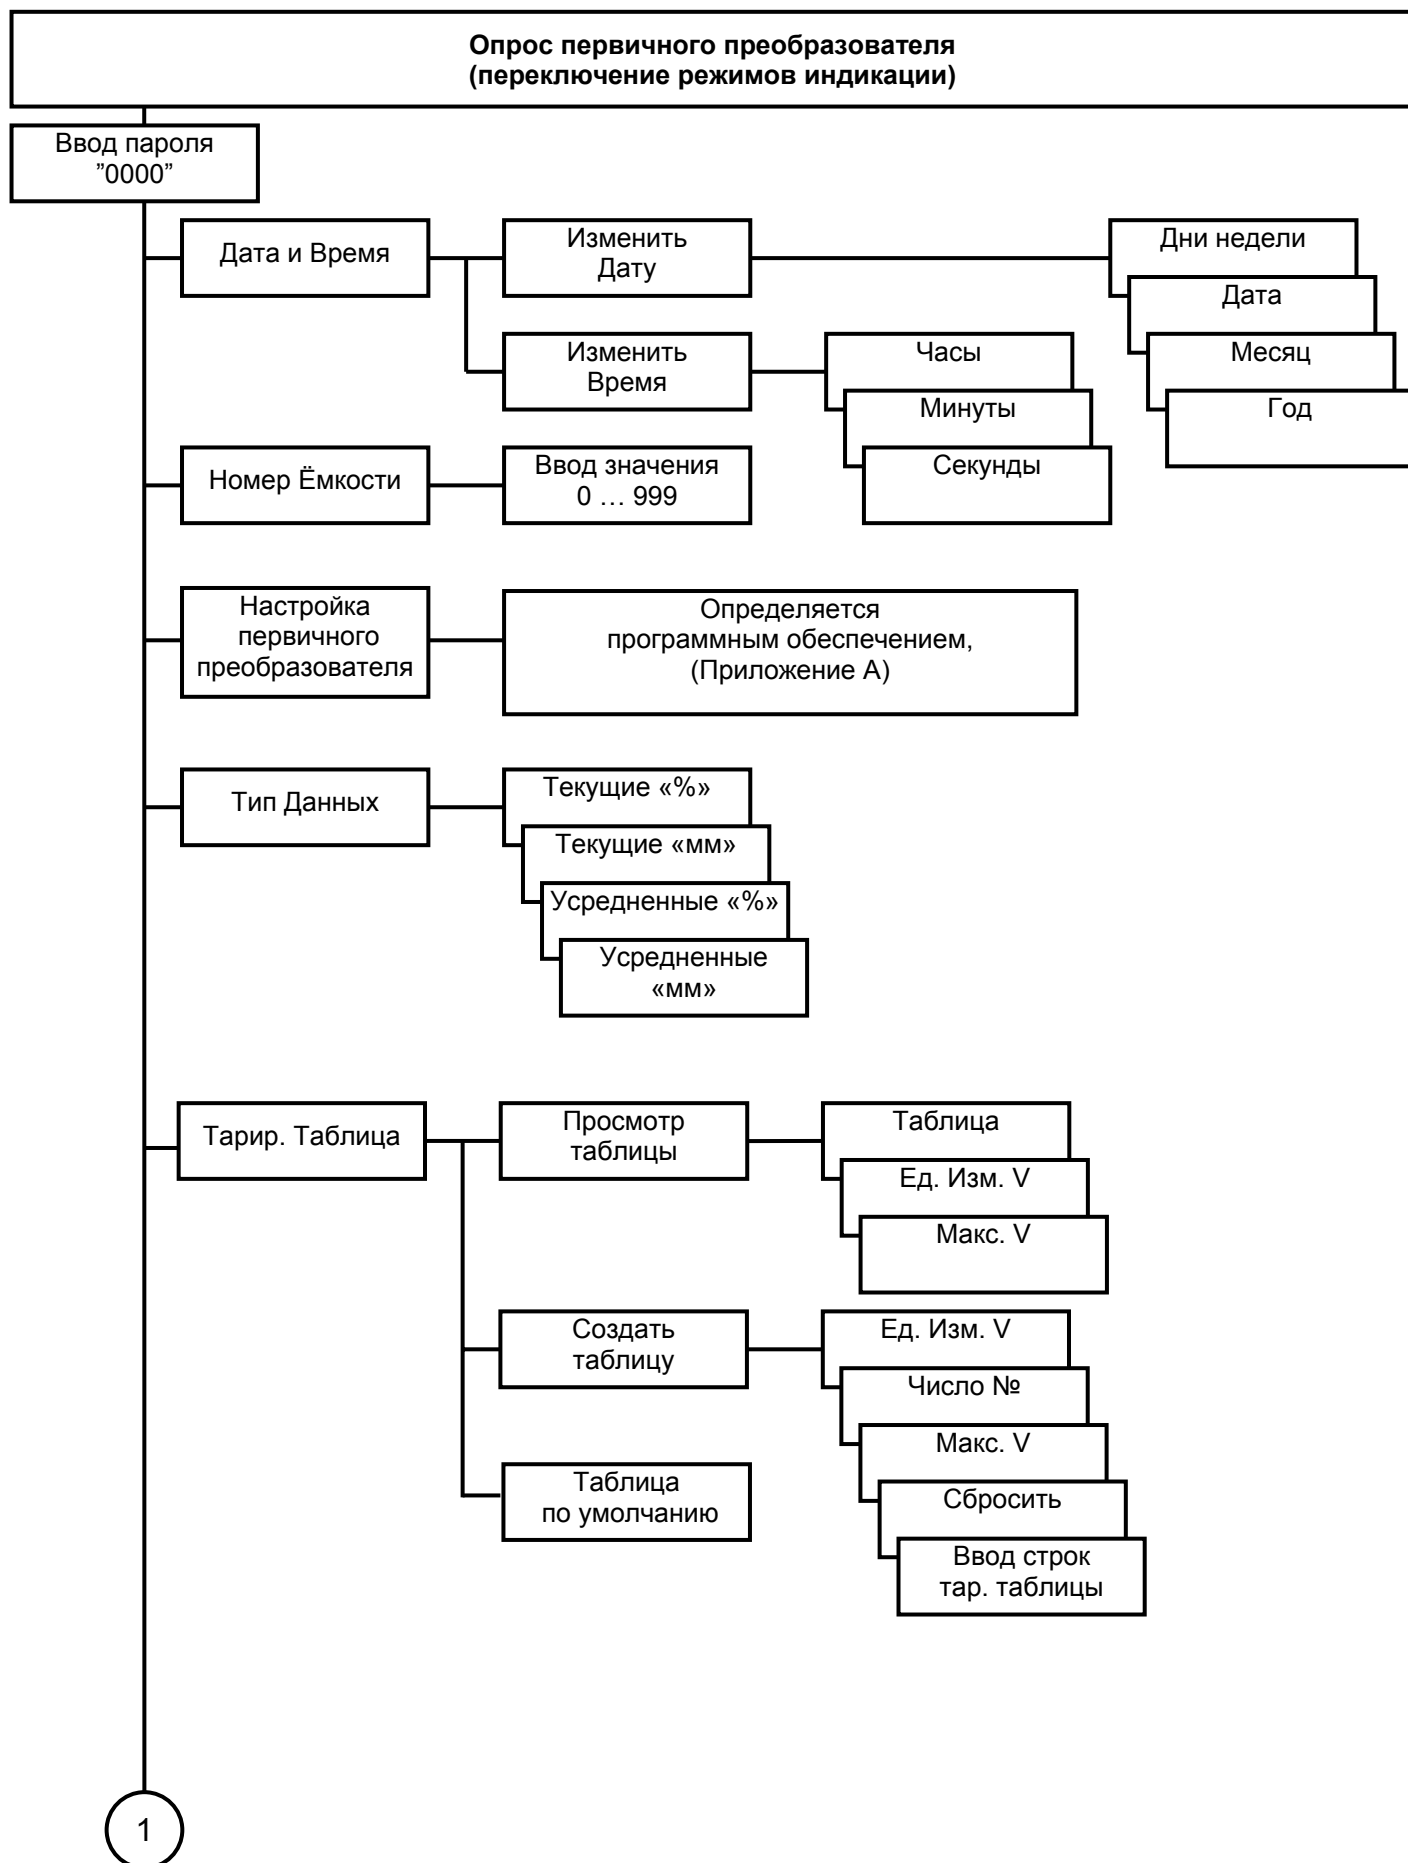 Опрос первичного преобразователя
(переключение режимов индикации)
Ввод пароля
”0000”
Дата и Время
Изменить
Дату
Дни недели
Дата
Месяц
Год
Изменить
Время
Часы
Минуты
Секунды
Номер Ёмкости
Ввод значения
0 … 999
Настройка
первичного
преобразователя
Определяется
программным обеспечением,
(Приложение А)
Тип Данных
Текущие «%»
Текущие «мм»
Усредненные «%»
Усредненные
«мм»
Тарир. Таблица
Просмотр
таблицы
Таблица
Ед. Изм. V
Макс. V
Создать
таблицу
Ед. Изм. V
Число №
Макс. V
Сбросить
Ввод строк
тар. таблицы
Таблица
по умолчанию
1